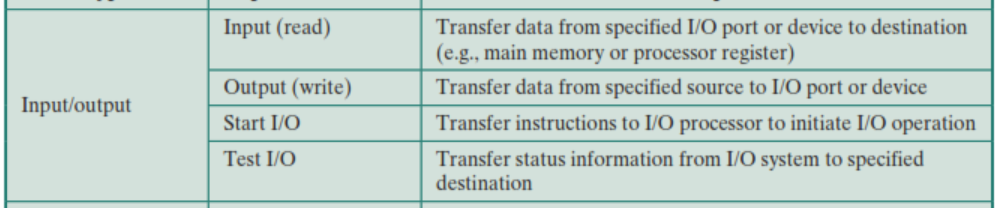 Input (read)
Transfer data from specified I/O port or device to destination
(e.g., main memory or processor register)
Input/output
Output (write)
Transfer data from specified source to I/O port or device
Start I/O
Transfer instructions to I/O processor to initiate I/O operation
Test I/O
Transfer status information from I/O system to specified
destination